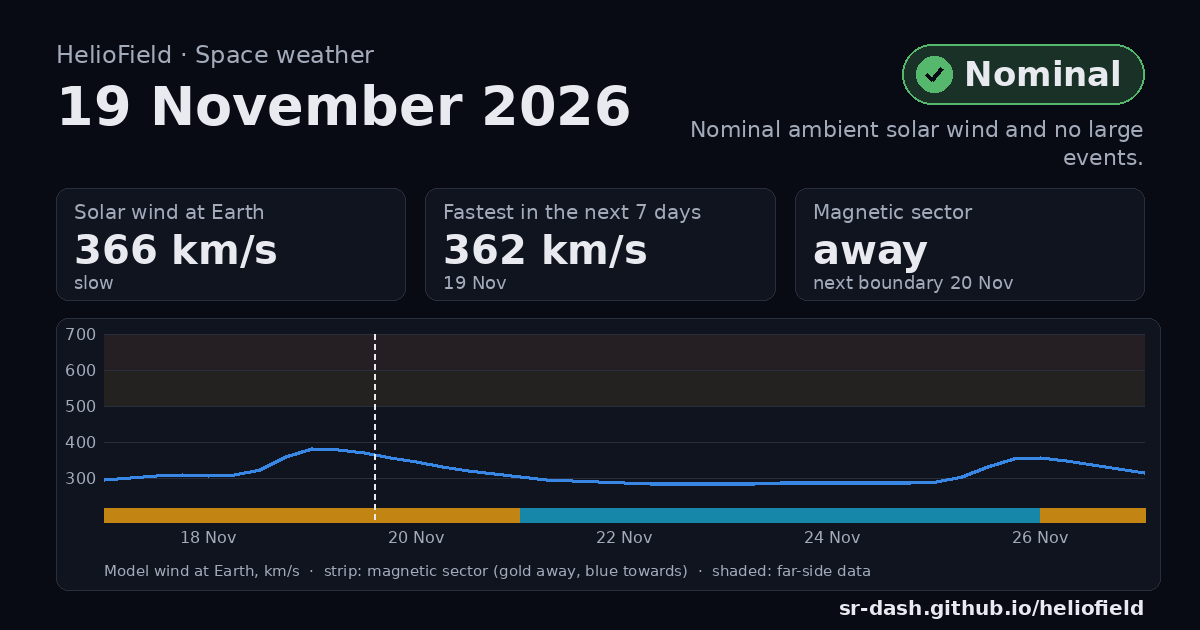 HelioField · Space weather
19 November 2026
Nominal
Nominal ambient solar wind and no large
events.
Solar wind at Earth
366 km/s
slow
Fastest in the next 7 days
362 km/s
19 Nov
Magnetic sector
away
next boundary 20 Nov
700
600
500
400
300
18 Nov
20 Nov
22 Nov
24 Nov
26 Nov
Model wind at Earth, km/s · strip: magnetic sector (gold away, blue towards) · shaded: far-side data
sr-dash.github.io/heliofield